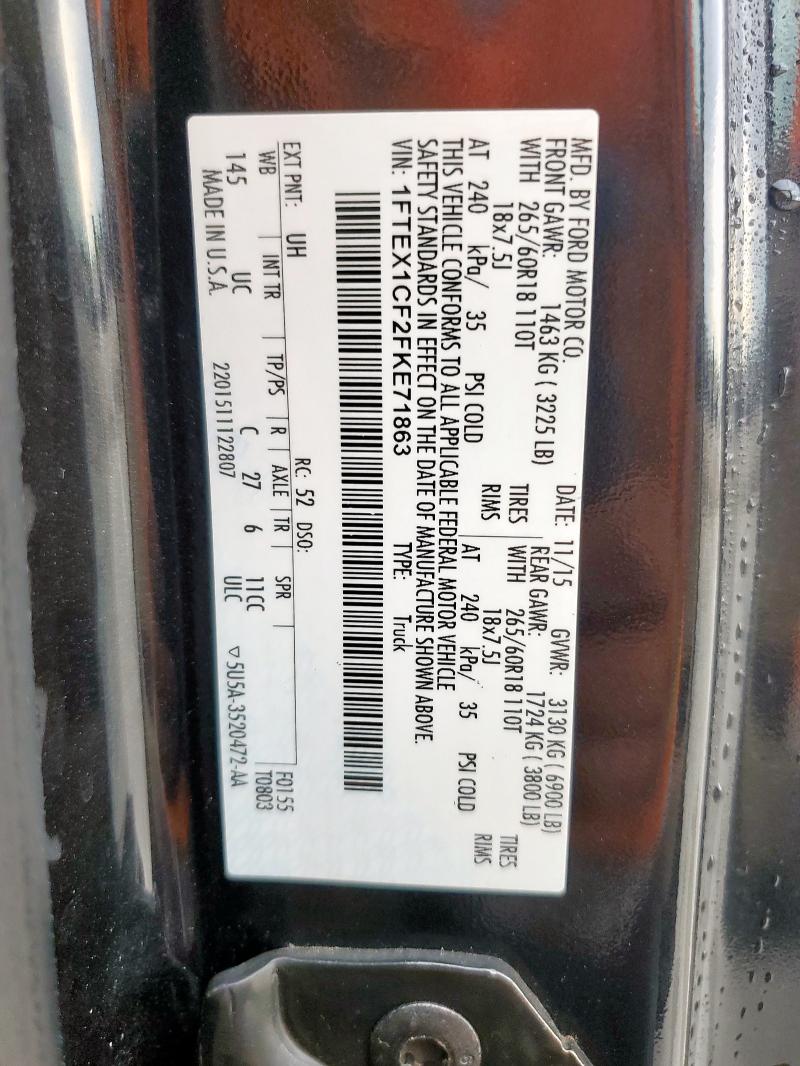 MFD. BY FORD MOTOR CO. DATE: 11/15 GVWR: 3130 KG ( 6900 LB)
FRONT GAWR: 1463 KG ( 3225 LB) REAR GAWR: 1724 KG ( 3800 LB)
WITH 265/60R18 110T TIRES WITH 265/60R18 110T TIRES
18x7.5J RIMS 18x7.5J RIMS
AT 240 kPa/ 35 PSI COLD AT 240 kPa/ 35 PSI COLD
THIS VEHICLE CONFORMS TO ALL APPLICABLE FEDERAL MOTOR VEHICLE
SAFETY STANDARDS IN EFFECT ON THE DATE OF MANUFACTURE SHOWN ABOVE.
VIN: 1FTEX1CF2FKE71863 TYPE: Truck
F0155
T0803
EXT PNT: UH RC: 52 DSO:
WB INT TR TP/PS R AXLE TR SPR
145 UC C 27 6 11CC
ULC
MADE IN U.S.A. 2201511122807 ▽5U5A-3520472-AA